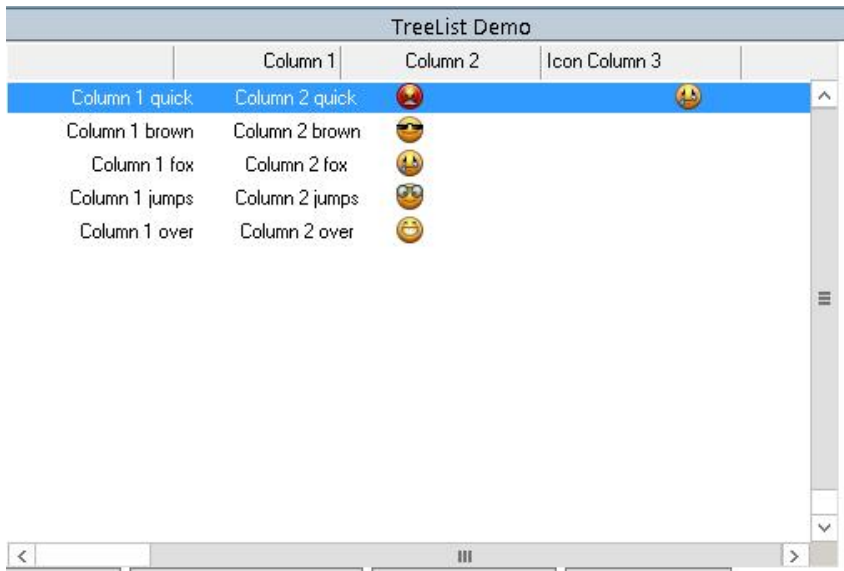 TreeList Demo
Column 1 Column 2 Icon Column 3
Column 1 quick Column 2 quick
Column 1 brown Column 2 brown
Column 1 fox Column 2 fox
Column 1 jumps Column 2 jumps
Column 1 over Column 2 over